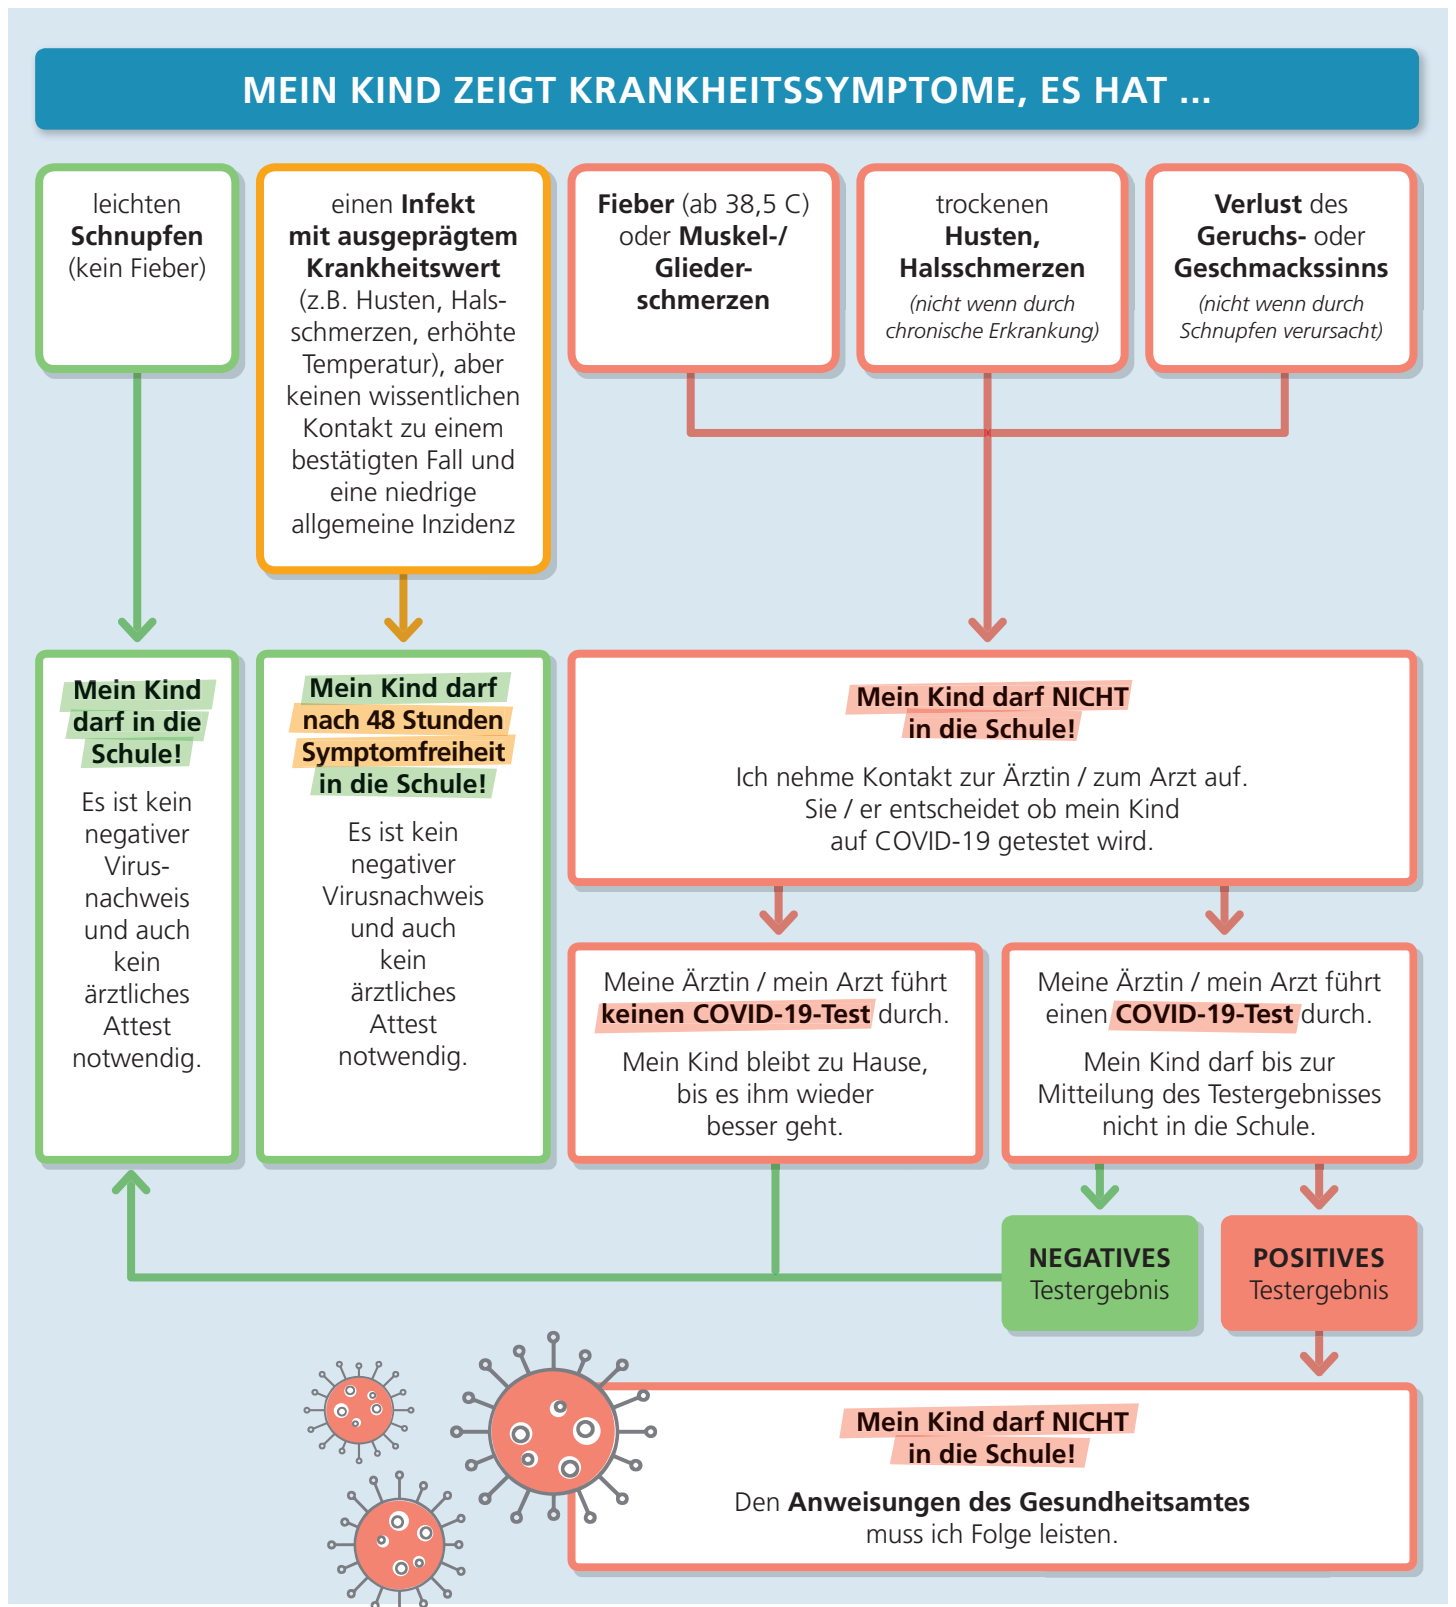 MEIN KIND ZEIGT KRANKHEITSSYMPTOME, ES HAT ...
leichten
Schnupfen
(kein Fieber)
einen Infekt
mit ausgeprägtem
Krankheitswert
(z.B. Husten, Hals-
schmerzen, erhöhte
Temperatur), aber
keinen wissentlichen
Kontakt zu einem
bestätigten Fall und
eine niedrige
allgemeine Inzidenz
Fieber (ab 38,5 C)
oder Muskel-/
Glieder-
schmerzen
trockenen
Husten,
Halsschmerzen
(nicht wenn durch
chronische Erkrankung)
Verlust des
Geruchs- oder
Geschmackssinns
(nicht wenn durch
Schnupfen verursacht)
Mein Kind
darf in die
Schule!
Es ist kein
negativer
Virus-
nachweis
und auch
kein
ärztliches
Attest
notwendig.
Mein Kind darf
nach 48 Stunden
Symptomfreiheit
in die Schule!
Es ist kein
negativer
Virusnachweis
und auch
kein
ärztliches
Attest
notwendig.
Mein Kind darf NICHT
in die Schule!
Ich nehme Kontakt zur Ärztin / zum Arzt auf.
Sie / er entscheidet ob mein Kind
auf COVID-19 getestet wird.
Meine Ärztin / mein Arzt führt
keinen COVID-19-Test durch.
Mein Kind bleibt zu Hause,
bis es ihm wieder
besser geht.
Meine Ärztin / mein Arzt führt
einen COVID-19-Test durch.
Mein Kind darf bis zur
Mitteilung des Testergebnisses
nicht in die Schule.
NEGATIVES
Testergebnis
POSITIVES
Testergebnis
Mein Kind darf NICHT
in die Schule!
Den Anweisungen des Gesundheitsamtes
muss ich Folge leisten.